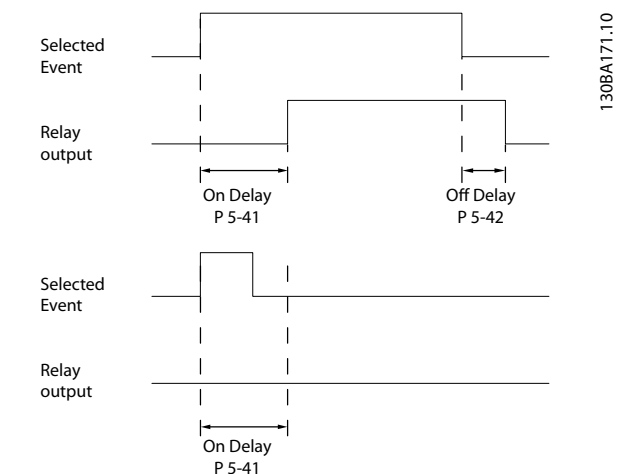 Selected
Event
Relay
output
On Delay
P 5-41
Off Delay
P 5-42
Selected
Event
Relay
output
On Delay
P 5-41
130BA171.10